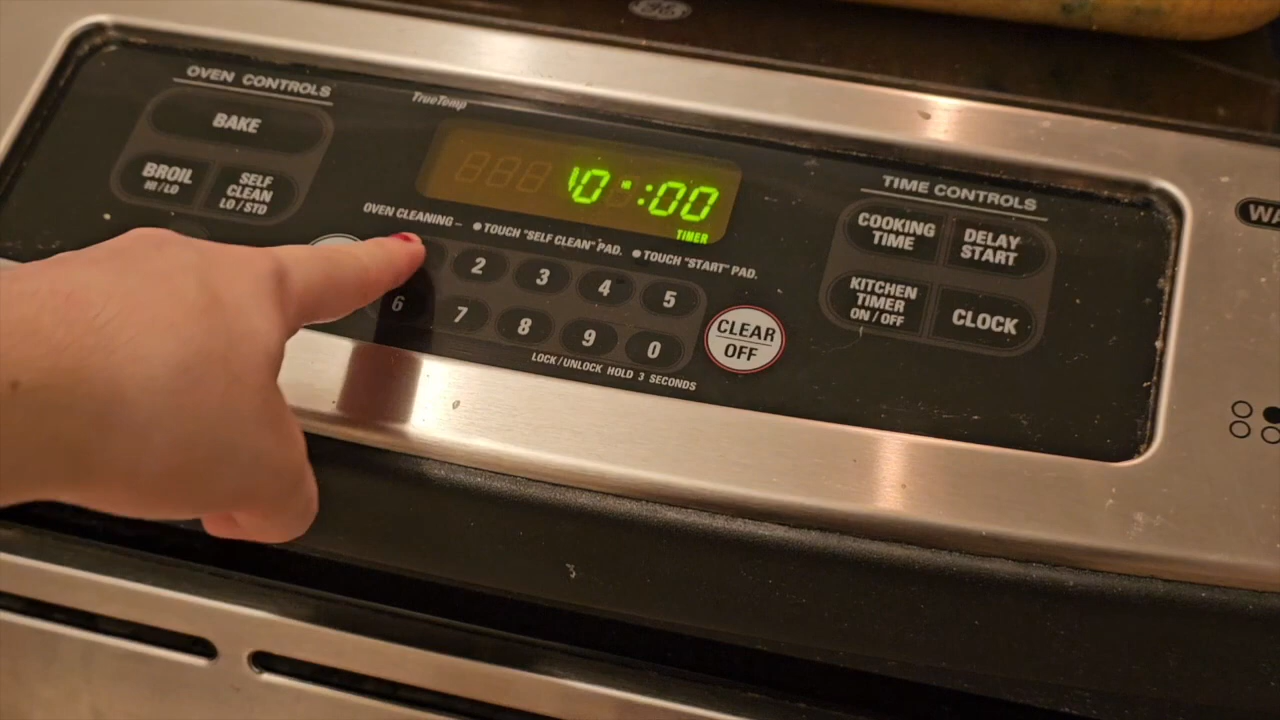 OVEN CONTROLS
BAKE
BROIL
HI / LO
SELF
CLEAN
LO / STD
TrueTemp
HR :00
TIMER
OVEN CLEANING – ●TOUCH "SELF CLEAN" PAD. ●TOUCH "START" PAD.
2 3 4 5
6 7 8 9 0
LOCK/UNLOCK HOLD 3 SECONDS
CLEAR
OFF
TIME CONTROLS
COOKING
TIME
DELAY
START
KITCHEN
TIMER
ON / OFF
CLOCK